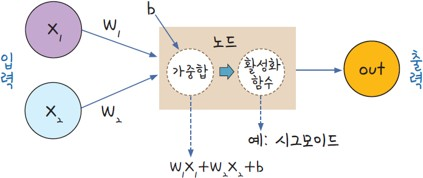 b
입력
X₁
W₁
X₂
W₂
노드
가중합
활성화
함수
out
출력
예: 시그모이드
W₁X₁+W₂X₂+b